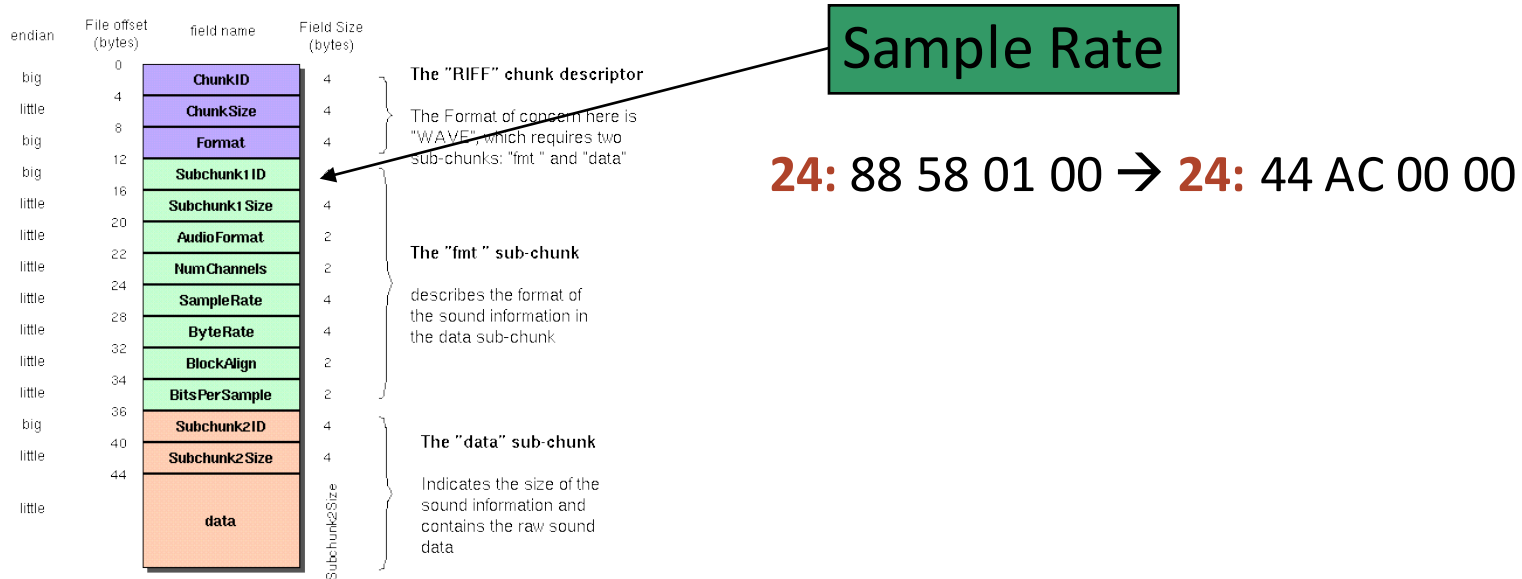 Sample Rate
endian
File offset
(bytes)
field name
Field Size
(bytes)
0
big
ChunkID
4
4
little
ChunkSize
4
8
big
Format
4
12
big
Subchunk1ID
16
little
Subchunk1Size
4
20
little
AudioFormat
2
22
little
NumChannels
2
24
little
SampleRate
4
28
little
ByteRate
4
32
little
BlockAlign
2
34
little
BitsPerSample
2
36
big
Subchunk2ID
4
40
little
Subchunk2Size
4
44
little
data
Subchunk2Size
The "RIFF" chunk descriptor
The Format of concern here is
"WAVE", which requires two
sub-chunks: "fmt " and "data"
The "fmt " sub-chunk
describes the format of
the sound information in
the data sub-chunk
The "data" sub-chunk
Indicates the size of the
sound information and
contains the raw sound
data
24: 88 58 01 00 → 24: 44 AC 00 00